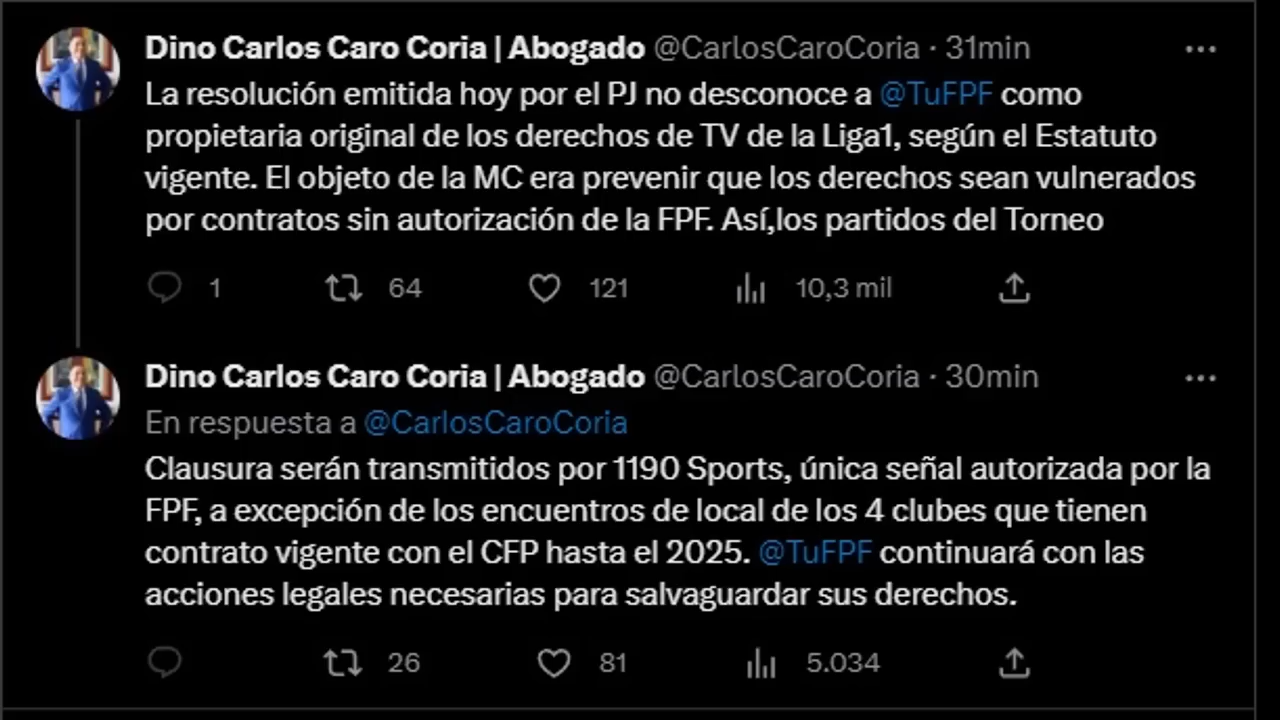 Dino Carlos Caro Coria | Abogado @CarlosCaroCoria · 31min
La resolución emitida hoy por el PJ no desconoce a @TuFPF como
propietaria original de los derechos de TV de la Liga1, según el Estatuto
vigente. El objeto de la MC era prevenir que los derechos sean vulnerados
por contratos sin autorización de la FPF. Así,los partidos del Torneo
1 64 121 10,3 mil
Dino Carlos Caro Coria | Abogado @CarlosCaroCoria · 30min
En respuesta a @CarlosCaroCoria
Clausura serán transmitidos por 1190 Sports, única señal autorizada por la
FPF, a excepción de los encuentros de local de los 4 clubes que tienen
contrato vigente con el CFP hasta el 2025. @TuFPF continuará con las
acciones legales necesarias para salvaguardar sus derechos.
26 81 5.034